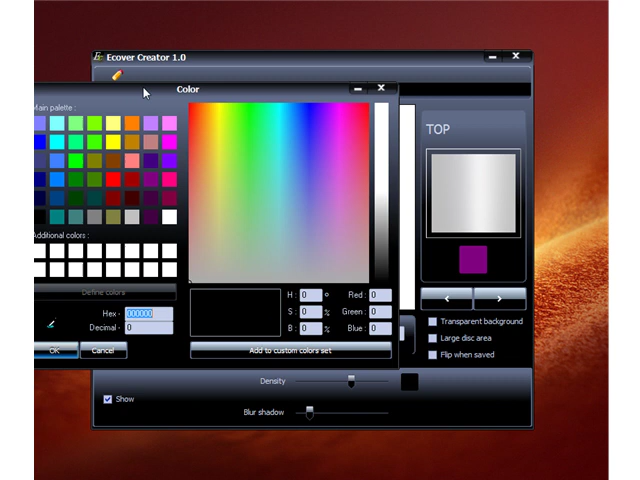 Ecover Creator 1.0
Color
Main palette :
Additional colors :
Define colors
Hex -
000000
Decimal -
0
OK
Cancel
H :
0
°
S :
0
%
B :
0
%
Red :
0
Green :
0
Blue :
0
Add to custom colors set
TOP
<
>
Transparent background
Large disc area
Flip when saved
Density
Show
Blur shadow